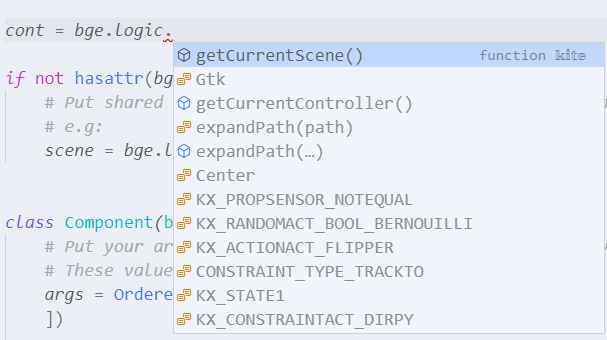 cont = bge.logic.
getCurrentScene() function kite
if not hasattr(bg
Gtk
# Put shared
getCurrentController()
# e.g:
expandPath(path)
scene = bge.l
expandPath(…)
Center
KX_PROPSENSOR_NOTEQUAL
class Component(b
KX_RANDOMACT_BOOL_BERNOUILLI
# Put your ar
KX_ACTIONACT_FLIPPER
# These value
CONSTRAINT_TYPE_TRACKTO
args = Ordere
KX_STATE1
])
KX_CONSTRAINTACT_DIRPY